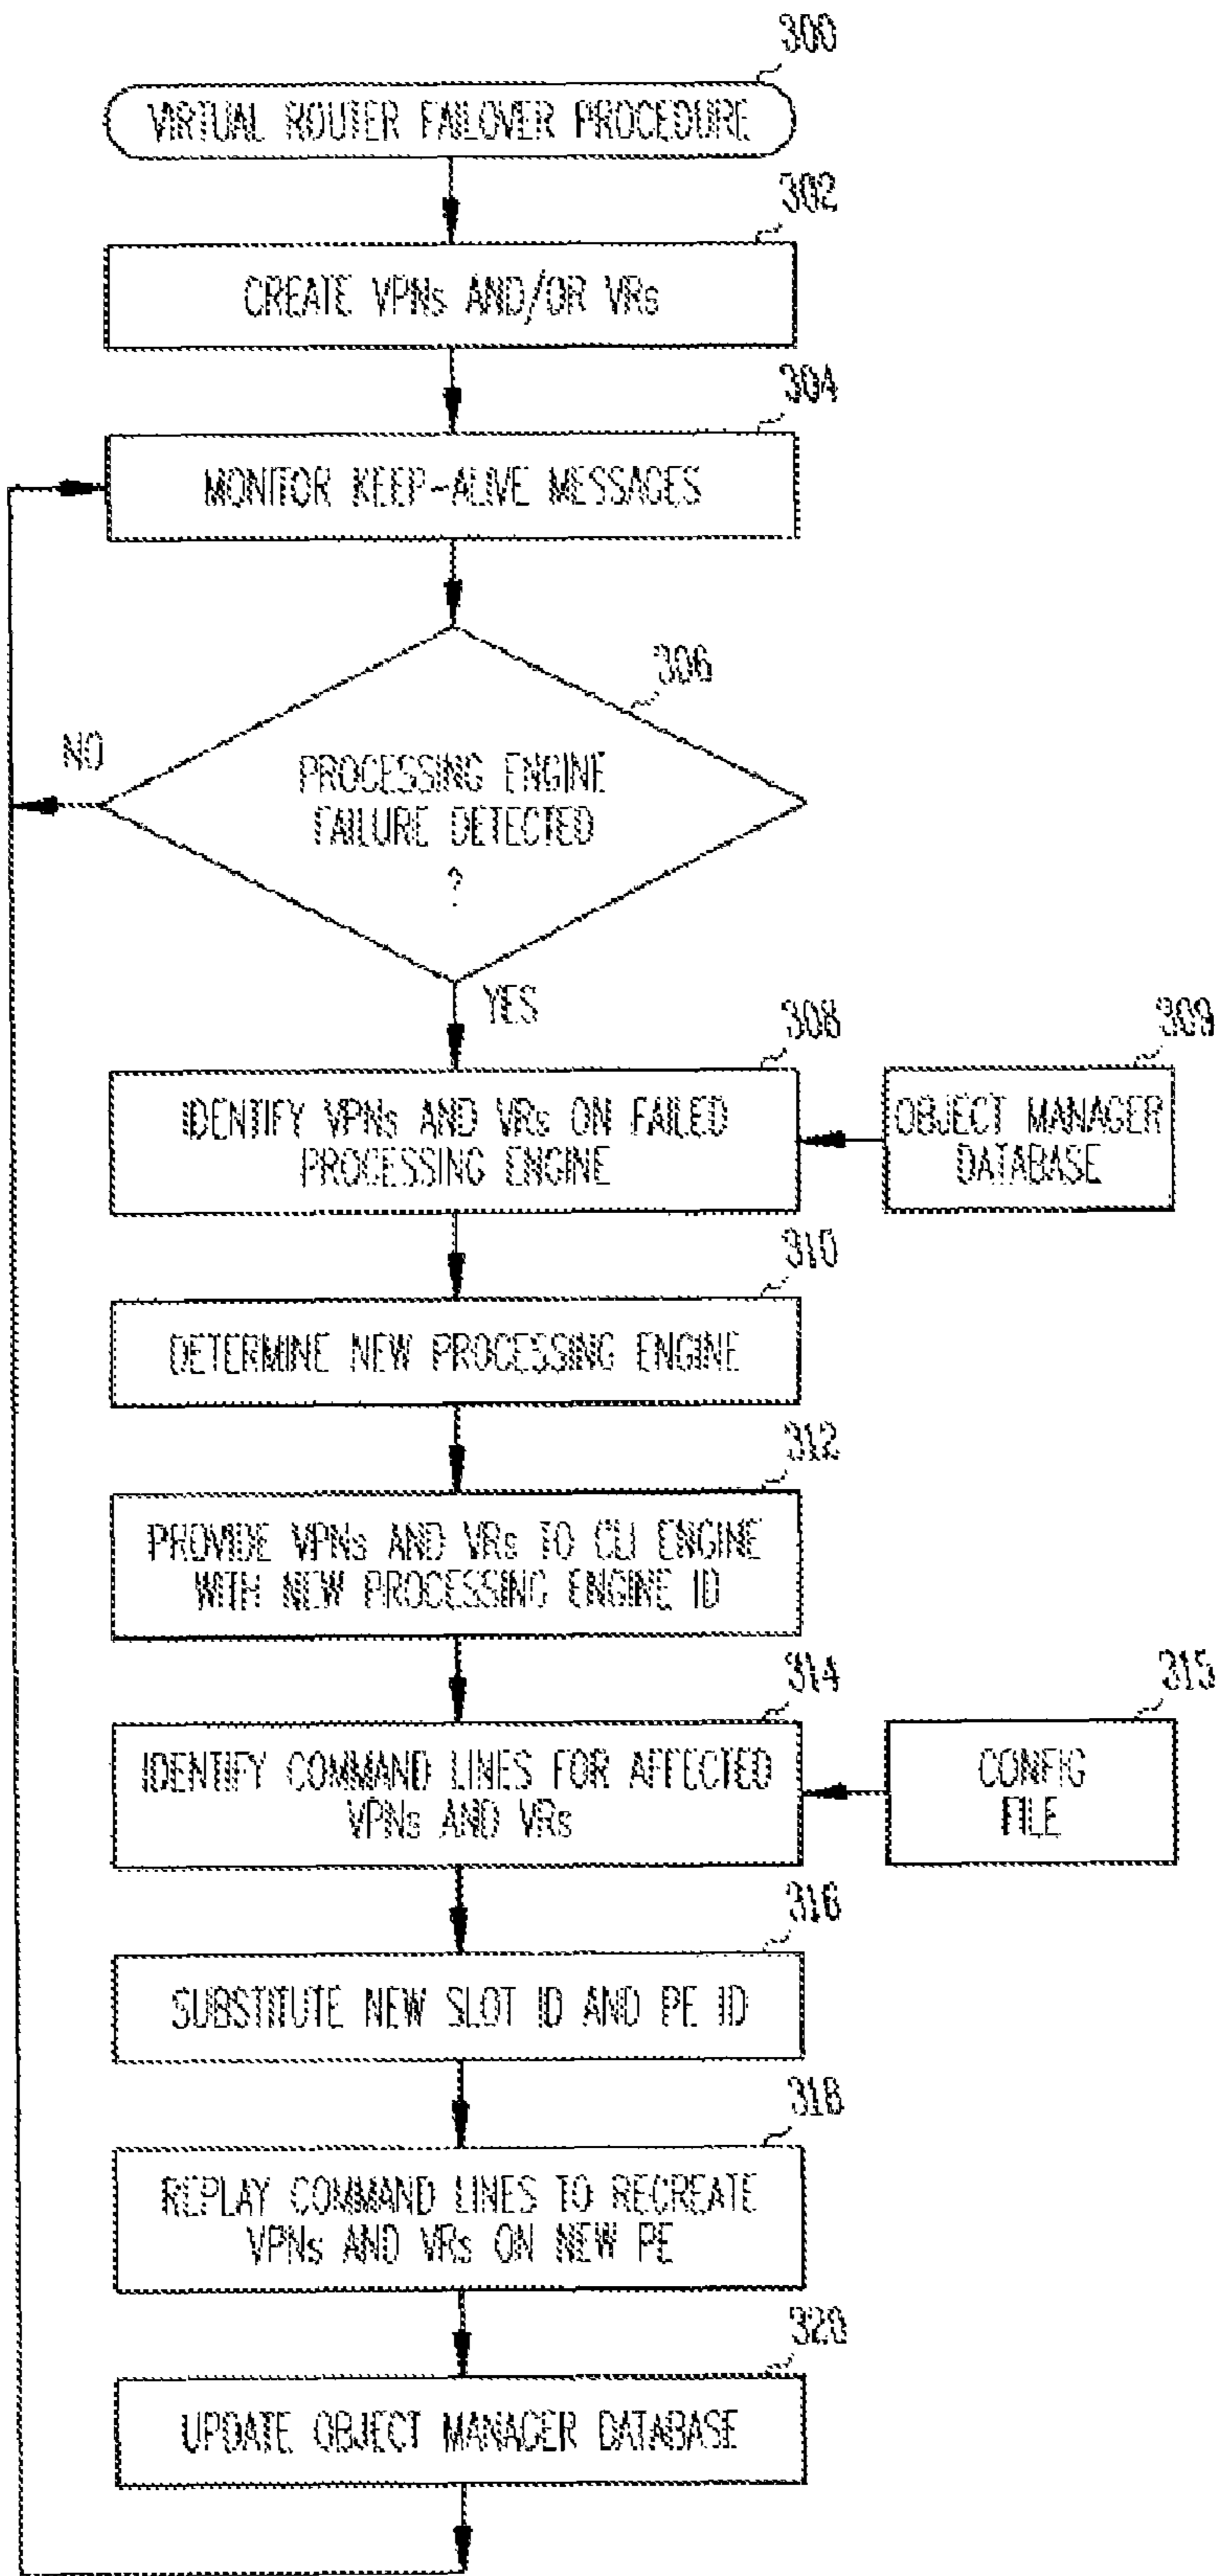 300
VIRTUAL ROUTER FAILOVER PROCEDURE
302
CREATE VPNs AND/OR VRs
304
MONITOR KEEP-ALIVE MESSAGES
306
NO
PROCESSING ENGINE
FAILURE DETECTED
?
YES
308
309
IDENTIFY VPNs AND VRs ON FAILED
PROCESSING ENGINE
OBJECT MANAGER
DATABASE
310
DETERMINE NEW PROCESSING ENGINE
312
PROVIDE VPNs AND VRs TO CLI ENGINE
WITH NEW PROCESSING ENGINE ID
314
315
IDENTIFY COMMAND LINES FOR AFFECTED
VPNs AND VRs
CONFIG
FILE
316
SUBSTITUTE NEW SLOT ID AND PE ID
318
REPLAY COMMAND LINES TO RECREATE
VPNs AND VRs ON NEW PE
320
UPDATE OBJECT MANAGER DATABASE